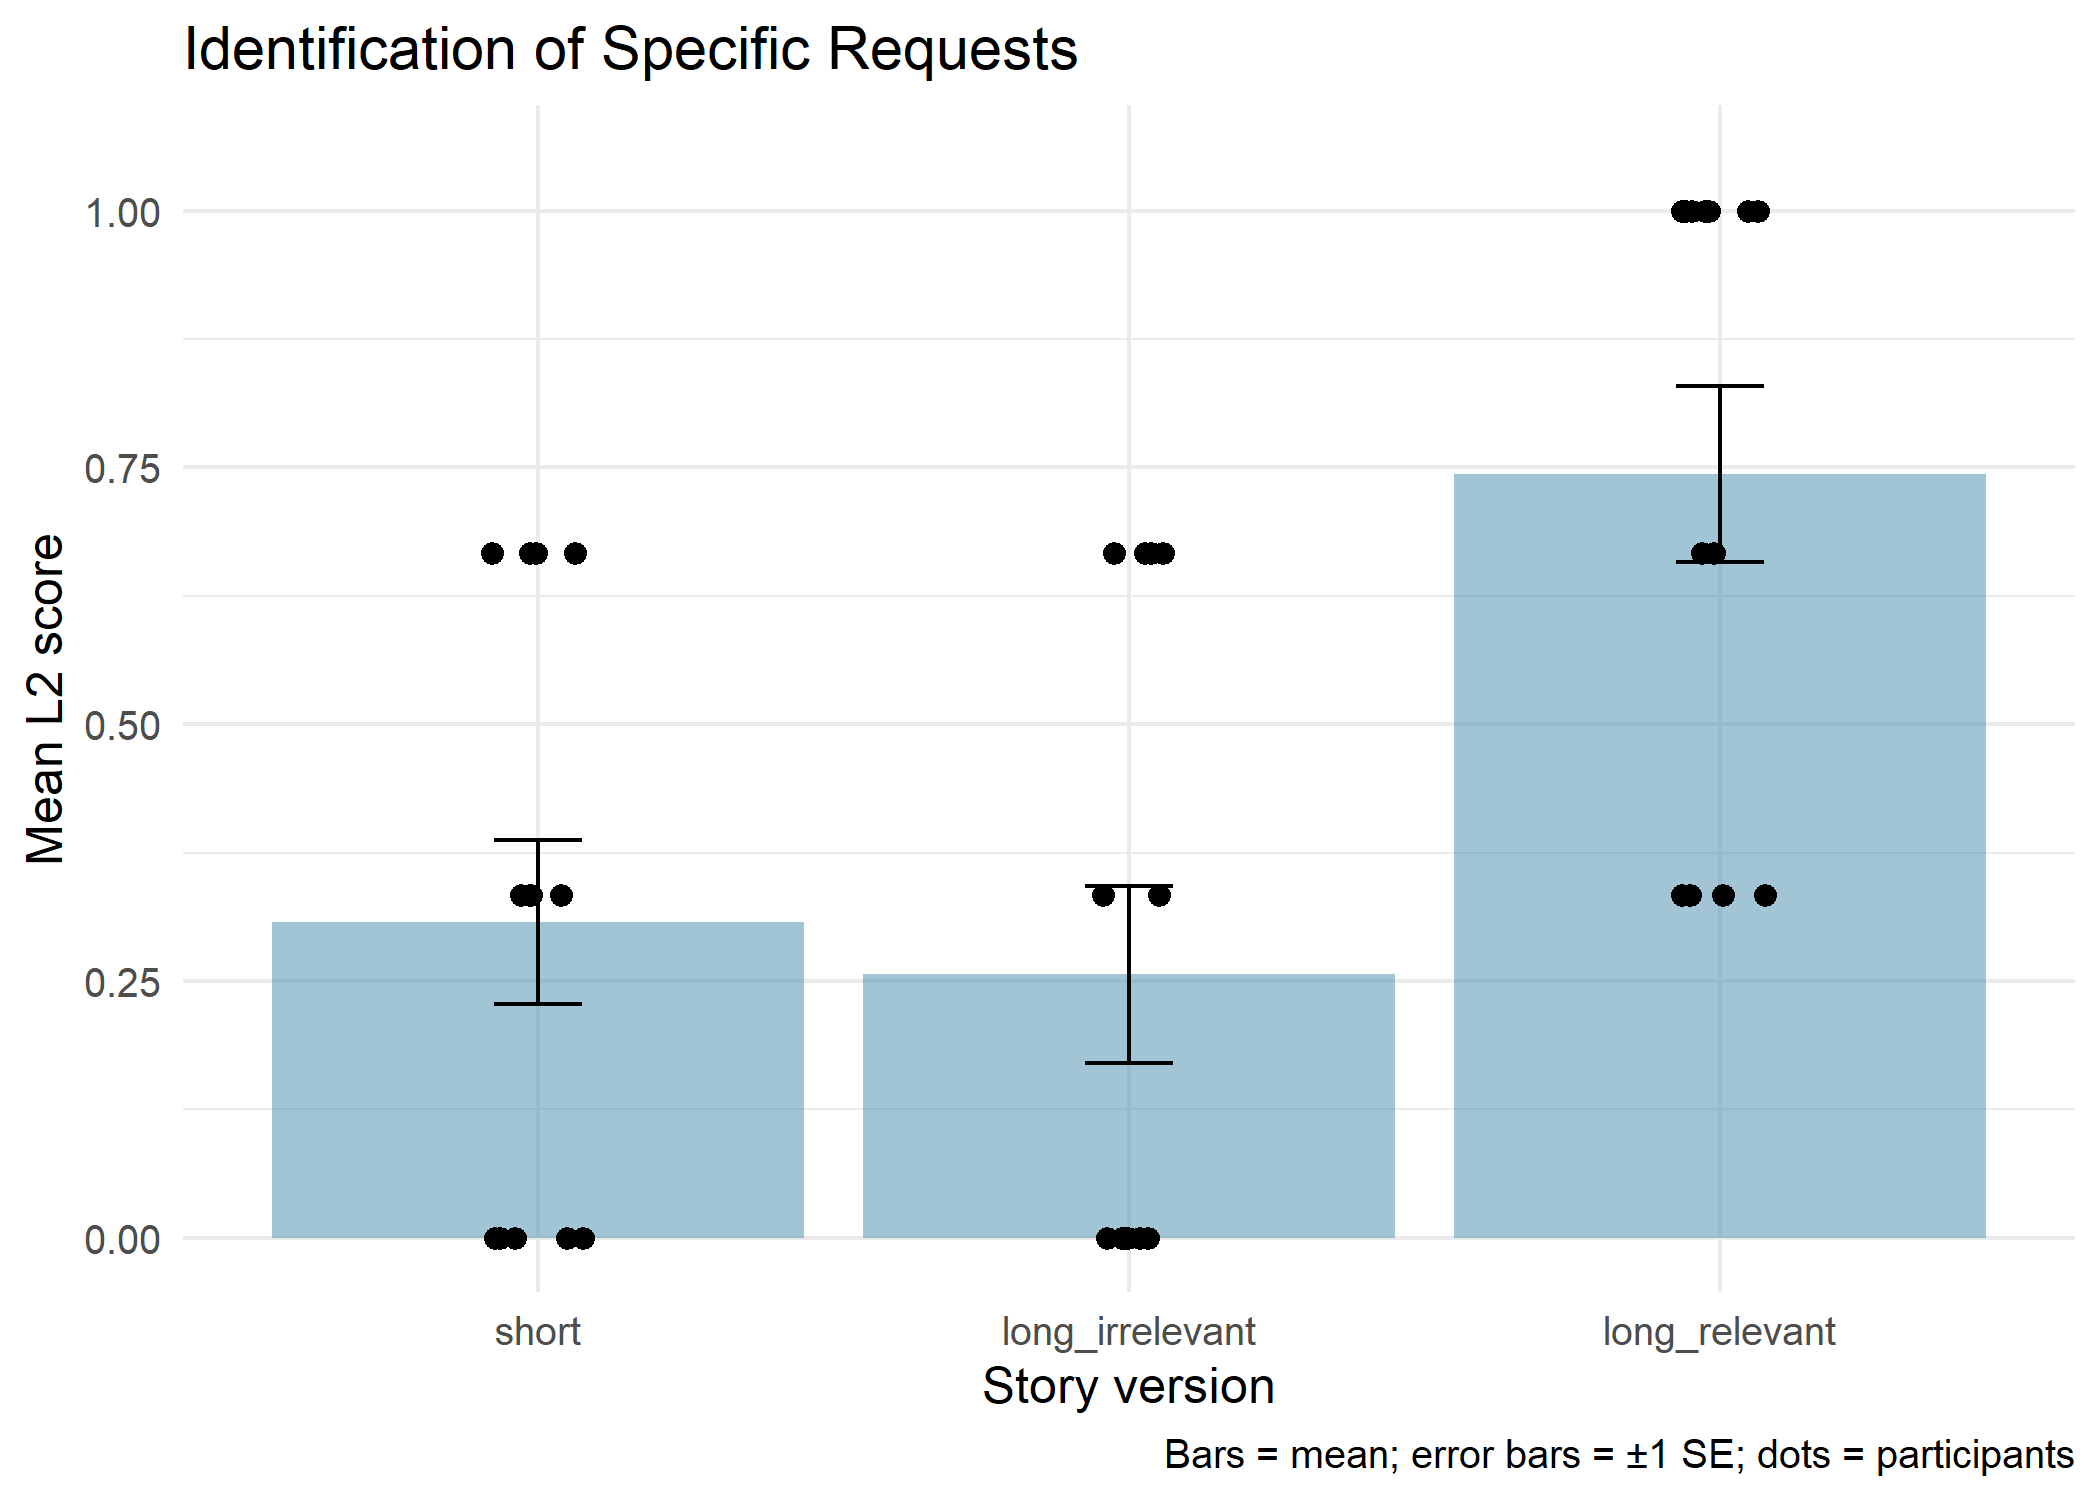 Identification of Specific Requests
Mean L2 score
1.00
0.75
0.50
0.25
0.00
short
long_irrelevant
long_relevant
Story version
Bars = mean; error bars = ±1 SE; dots = participants